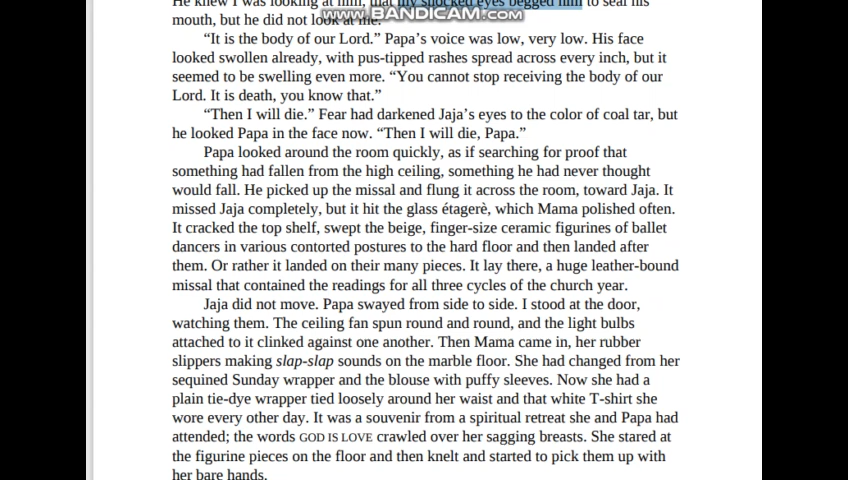 He knew I was looking at him, that my shocked eyes begged him to seal his
www.BANDICAM.com
mouth, but he did not look at me.
“It is the body of our Lord.” Papa’s voice was low, very low. His face
looked swollen already, with pus-tipped rashes spread across every inch, but it
seemed to be swelling even more. “You cannot stop receiving the body of our
Lord. It is death, you know that.”
“Then I will die.” Fear had darkened Jaja’s eyes to the color of coal tar, but
he looked Papa in the face now. “Then I will die, Papa.”
Papa looked around the room quickly, as if searching for proof that
something had fallen from the high ceiling, something he had never thought
would fall. He picked up the missal and flung it across the room, toward Jaja. It
missed Jaja completely, but it hit the glass étagerè, which Mama polished often.
It cracked the top shelf, swept the beige, finger-size ceramic figurines of ballet
dancers in various contorted postures to the hard floor and then landed after
them. Or rather it landed on their many pieces. It lay there, a huge leather-bound
missal that contained the readings for all three cycles of the church year.
Jaja did not move. Papa swayed from side to side. I stood at the door,
watching them. The ceiling fan spun round and round, and the light bulbs
attached to it clinked against one another. Then Mama came in, her rubber
slippers making slap-slap sounds on the marble floor. She had changed from her
sequined Sunday wrapper and the blouse with puffy sleeves. Now she had a
plain tie-dye wrapper tied loosely around her waist and that white T-shirt she
wore every other day. It was a souvenir from a spiritual retreat she and Papa had
attended; the words GOD IS LOVE crawled over her sagging breasts. She stared at
the figurine pieces on the floor and then knelt and started to pick them up with
her bare hands.